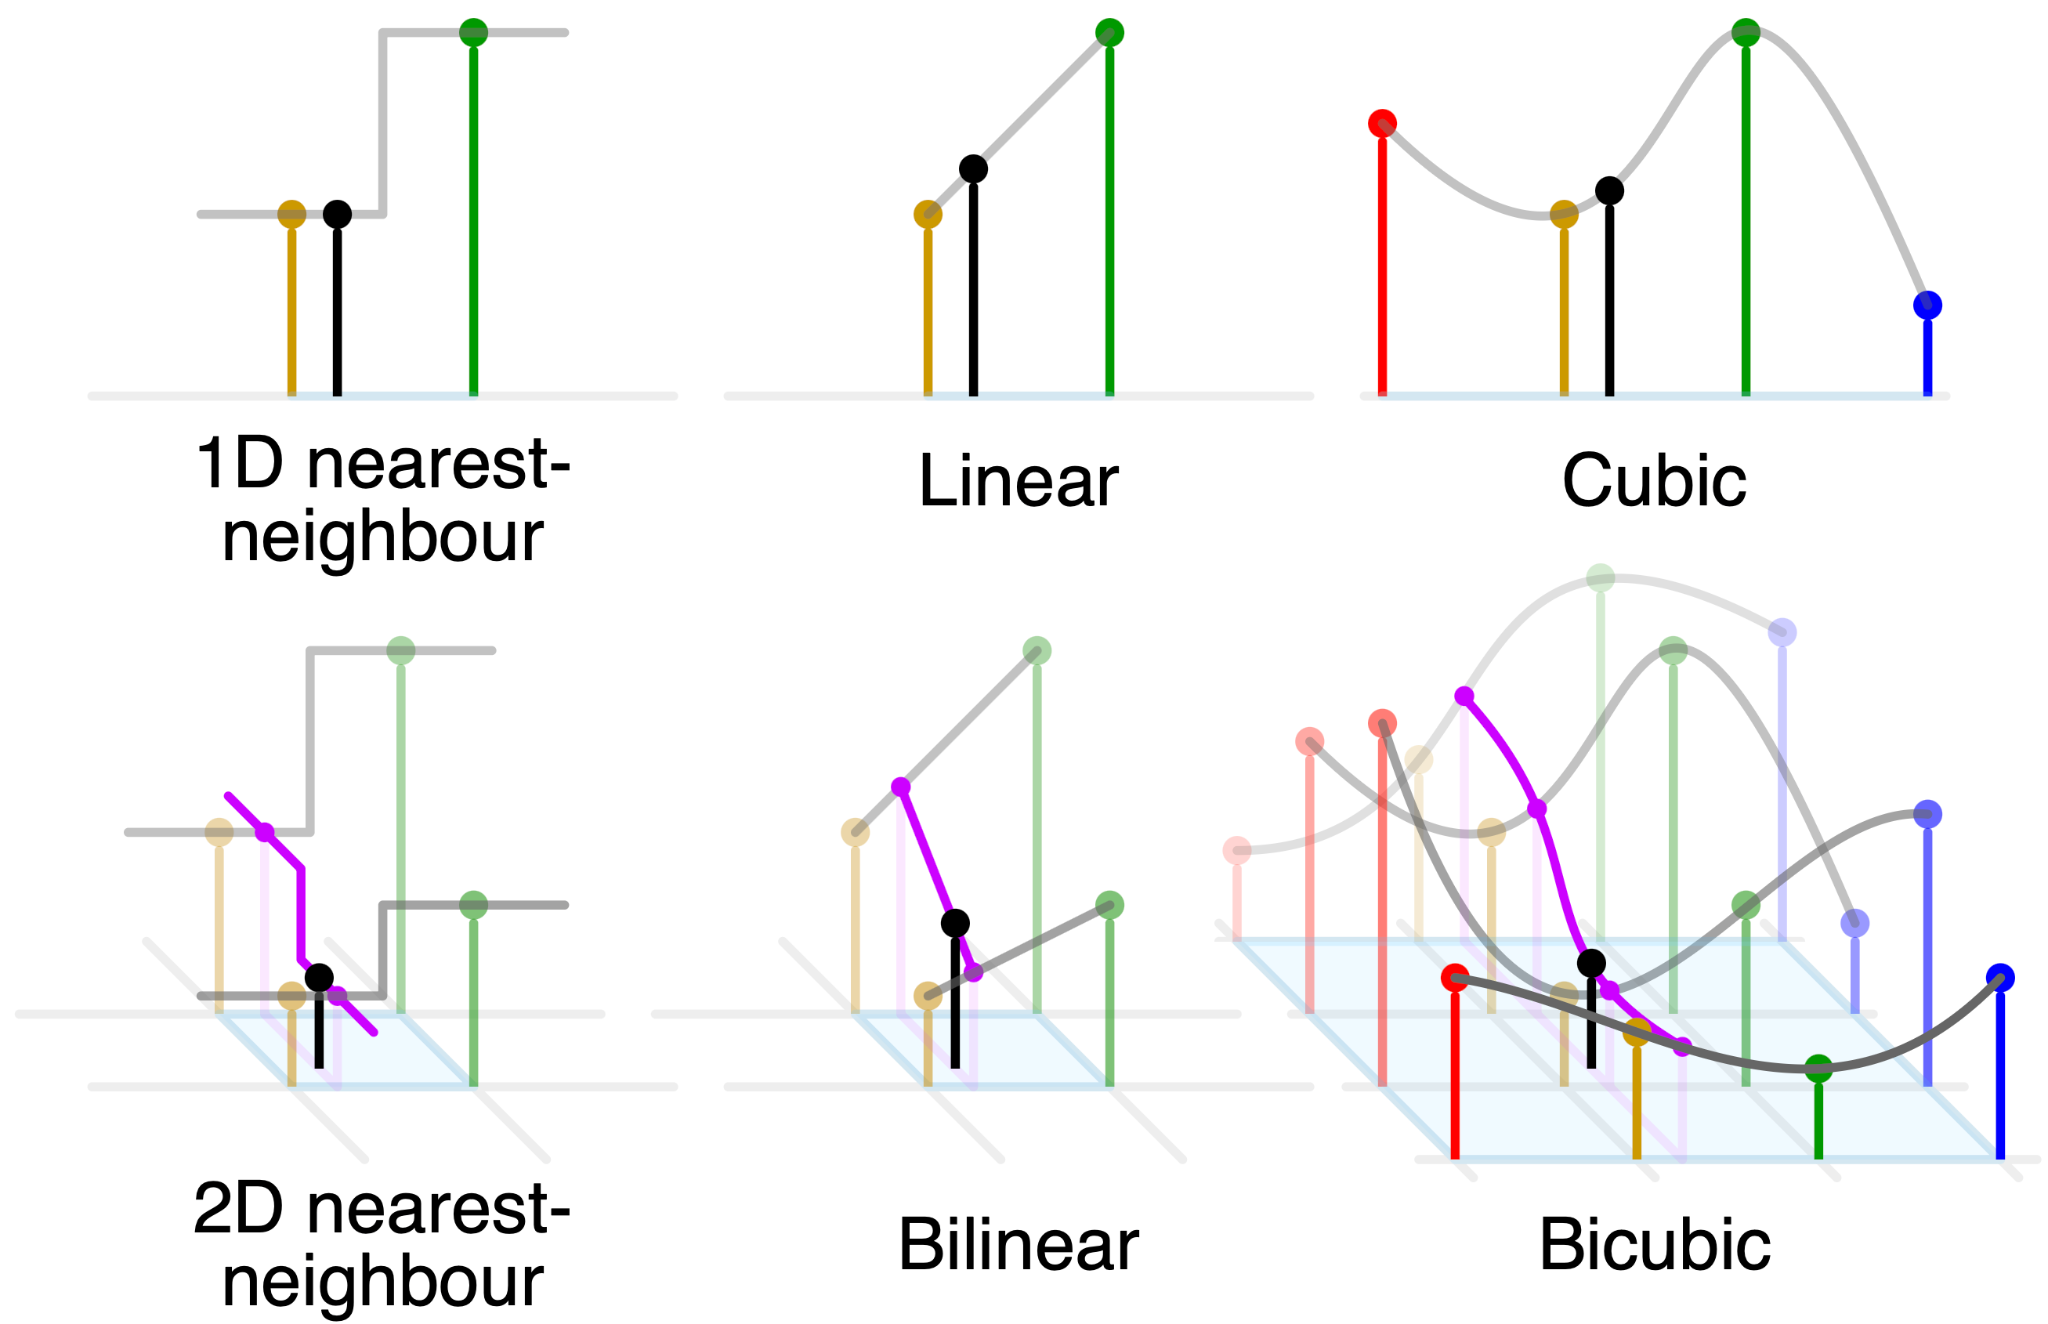 1D nearest-
neighbour
Linear
Cubic
2D nearest-
neighbour
Bilinear
Bicubic